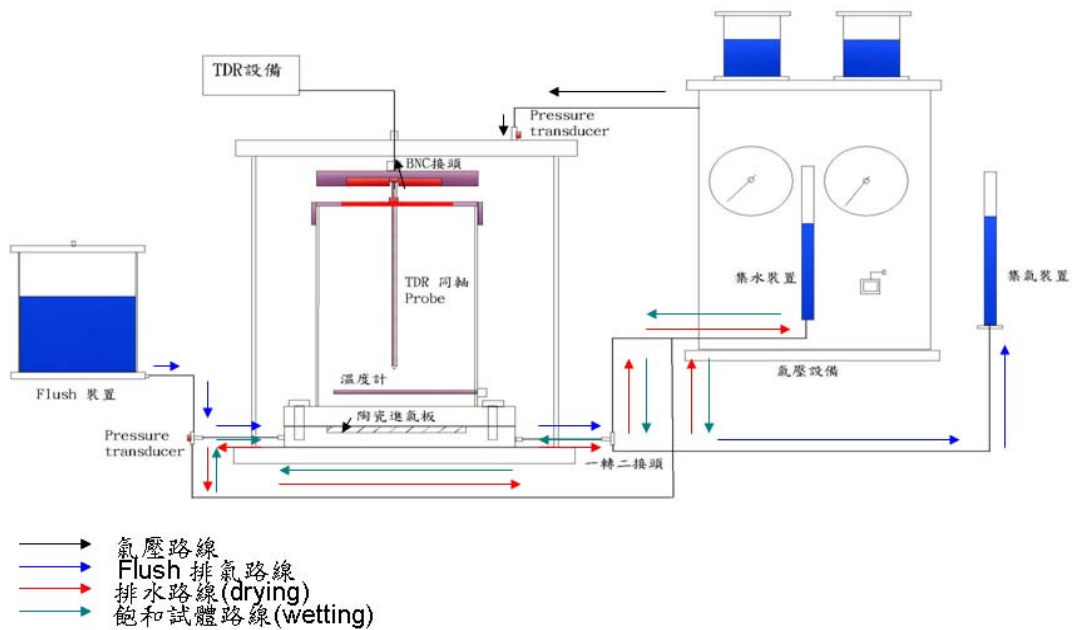 TDR設備
Pressure
transducer
BNC接頭
TDR 同軸
Probe
集水裝置
集氣裝置
溫度計
氣壓設備
Flush 裝置
陶瓷進氣板
Pressure
transducer
一轉二接頭
氣壓路線
Flush 排氣路線
排水路線(drying)
飽和試體路線(wetting)